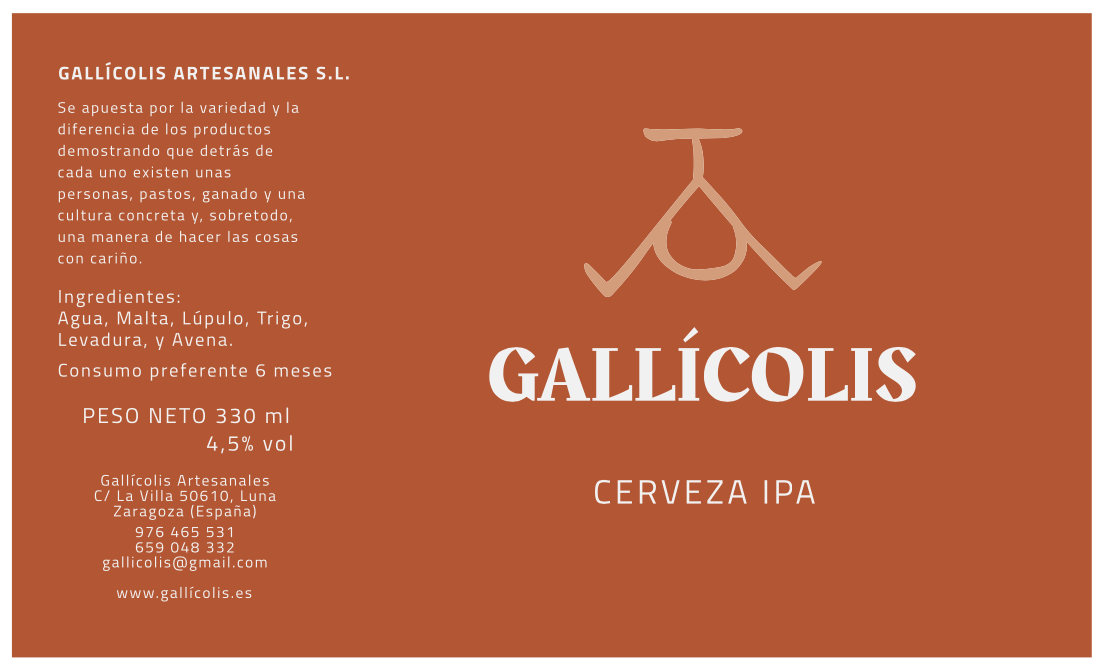 GALLÍCOLIS ARTESANALES S.L.
Se apuesta por la variedad y la
diferencia de los productos
demostrando que detrás de
cada uno existen unas
personas, pastos, ganado y una
cultura concreta y, sobretodo,
una manera de hacer las cosas
con cariño.
Ingredientes:
Agua, Malta, Lúpulo, Trigo,
Levadura, y Avena.
Consumo preferente 6 meses
PESO NETO 330 ml
4,5% vol
Gallícolis Artesanales
C/ La Villa 50610, Luna
Zaragoza (España)
976 465 531
659 048 332
gallicolis@gmail.com
www.gallícolis.es
GALLÍCOLIS
CERVEZA IPA